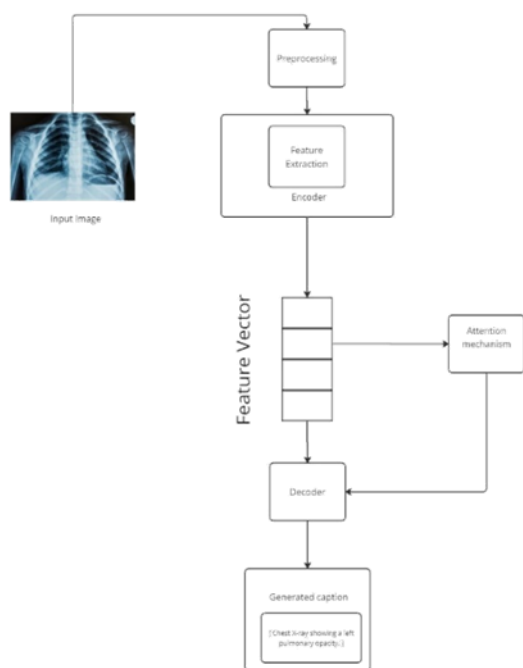 Preprocessing
Feature
Extraction
Encoder
input image
Feature Vector
Attention
mechanism
Decoder
Generated caption
[Chest X-ray showing a left
pulmonary opacity.]